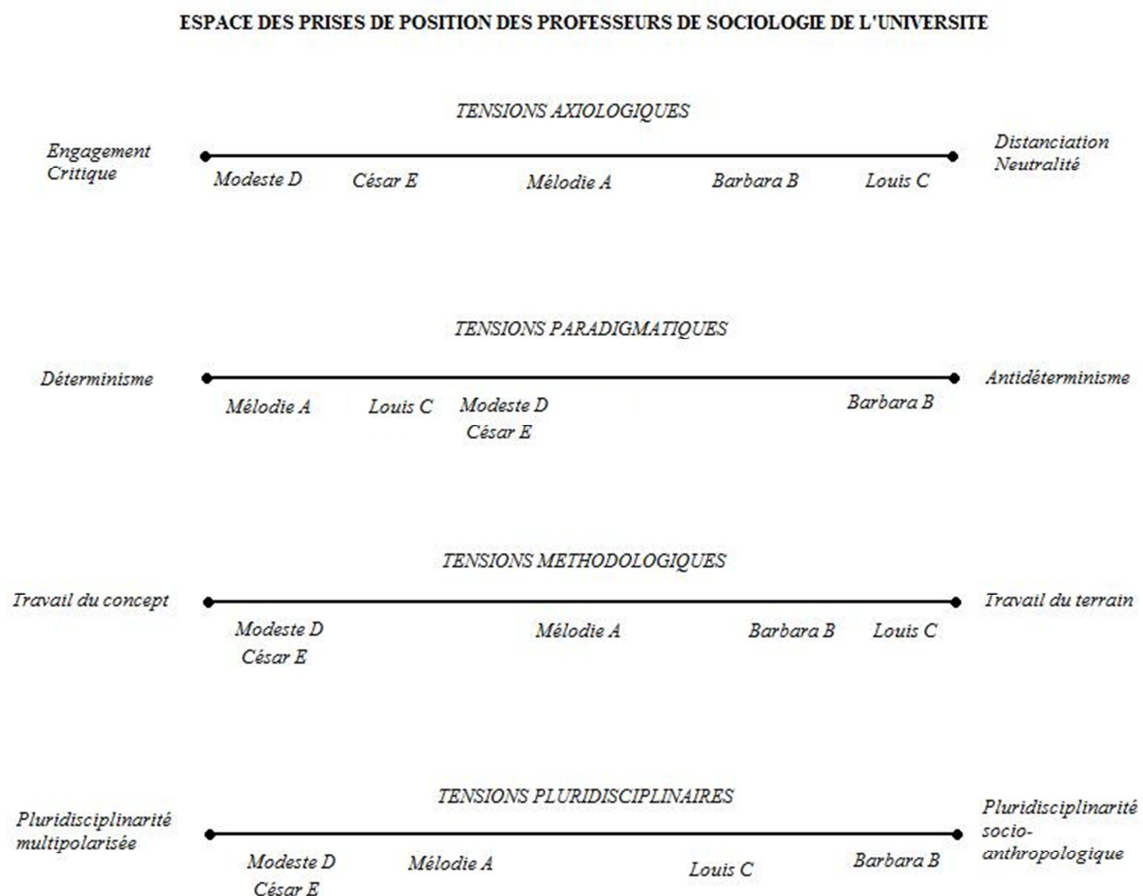 ESPACE DES PRISES DE POSITION DES PROFESSEURS DE SOCIOLOGIE DE L'UNIVERSITE
TENSIONS AXIOLOGIQUES
Engagement
Critique
Distanciation
Neutralité
Modeste D César E Mélodie A Barbara B Louis C
TENSIONS PARADIGMATIQUES
Déterminisme
Antidéterminisme
Mélodie A Louis C Modeste D Barbara B
César E
TENSIONS METHODOLOGIQUES
Travail du concept
Travail du terrain
Modeste D Mélodie A Barbara B Louis C
César E
TENSIONS PLURIDISCIPLINAIRES
Pluridisciplinarité
multipolarisée
Pluridisciplinarité
socio-
anthropologique
Modeste D Mélodie A Louis C Barbara B
César E